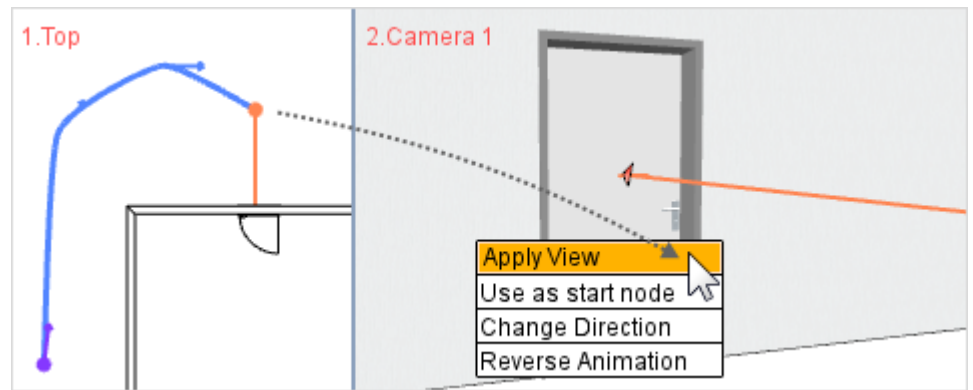 1.Top
2.Camera 1
Apply View
Use as start node
Change Direction
Reverse Animation